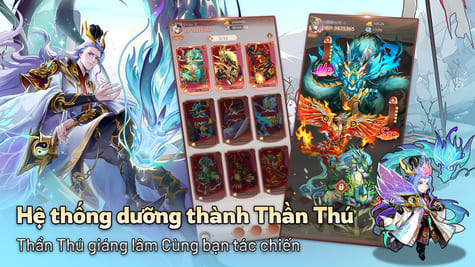 Hệ thống dưỡng thành Thần Thú
Thần Thú giáng lâm Cùng bạn tác chiến